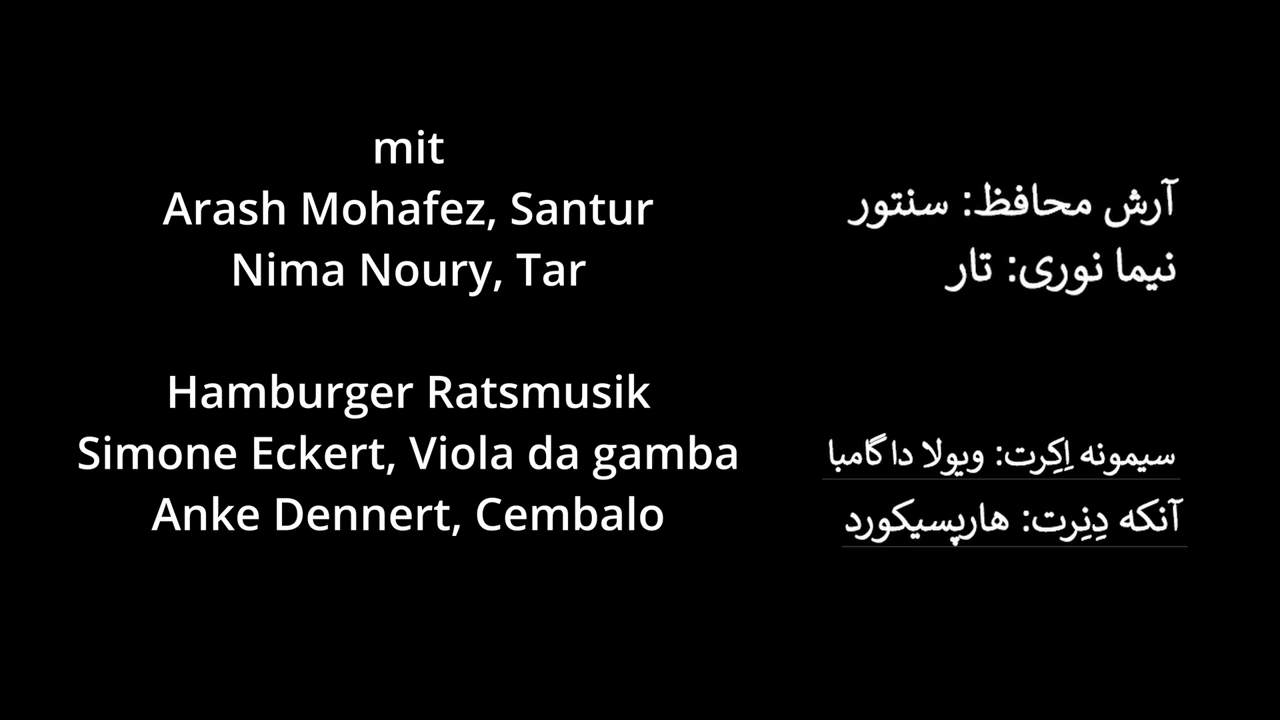 mit
Arash Mohafez, Santur
Nima Noury, Tar
Hamburger Ratsmusik
Simone Eckert, Viola da gamba
Anke Dennert, Cembalo
آرش محافظ: سنتور
نیما نوری: تار
سیمونه اِکِرت: ویولا دا گامبا
آنکه دِنِرت: هارپسیکورد